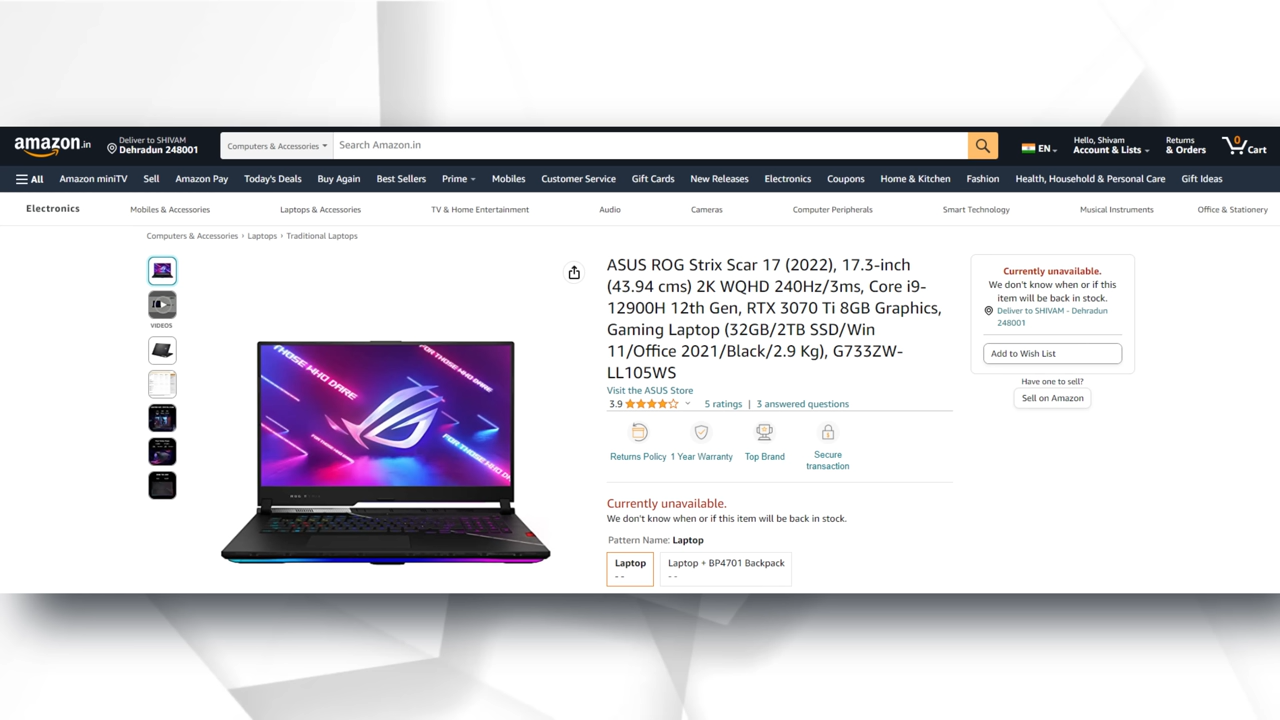 amazon.in
Deliver to SHIVAM
Dehradun 248001
Computers & Accessories
Search Amazon.in
EN
Hello, Shivam
Account & Lists
Returns
& Orders
0
Cart
All
Amazon miniTV
Sell
Amazon Pay
Today's Deals
Buy Again
Best Sellers
Prime
Mobiles
Customer Service
Gift Cards
New Releases
Electronics
Coupons
Home & Kitchen
Fashion
Health, Household & Personal Care
Gift Ideas
Electronics
Mobiles & Accessories
Laptops & Accessories
TV & Home Entertainment
Audio
Cameras
Computer Peripherals
Smart Technology
Musical Instruments
Office & Stationery
Computers & Accessories › Laptops › Traditional Laptops
VIDEOS
THOSE WHO DARE
FOR THOSE WHO DARE
FOR THOSE WHO D
ASUS ROG Strix Scar 17 (2022), 17.3-inch
(43.94 cms) 2K WQHD 240Hz/3ms, Core i9-
12900H 12th Gen, RTX 3070 Ti 8GB Graphics,
Gaming Laptop (32GB/2TB SSD/Win
11/Office 2021/Black/2.9 Kg), G733ZW-
LL105WS
Visit the ASUS Store
3.9
5 ratings | 3 answered questions
Returns Policy
1 Year Warranty
Top Brand
Secure
transaction
Currently unavailable.
We don't know when or if this item will be back in stock.
Pattern Name: Laptop
Laptop
- -
Laptop + BP4701 Backpack
- -
Currently unavailable.
We don't know when or if this
item will be back in stock.
Deliver to SHIVAM - Dehradun
248001
Add to Wish List
Have one to sell?
Sell on Amazon